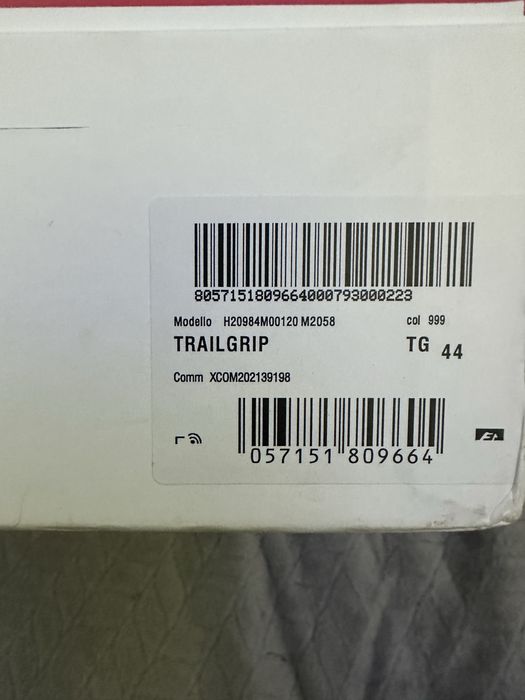 8057151809664000793000223
Modello H20984M00120 M2058 col 999
TRAILGRIP TG 44
Comm XCOM202139198
057151 809664